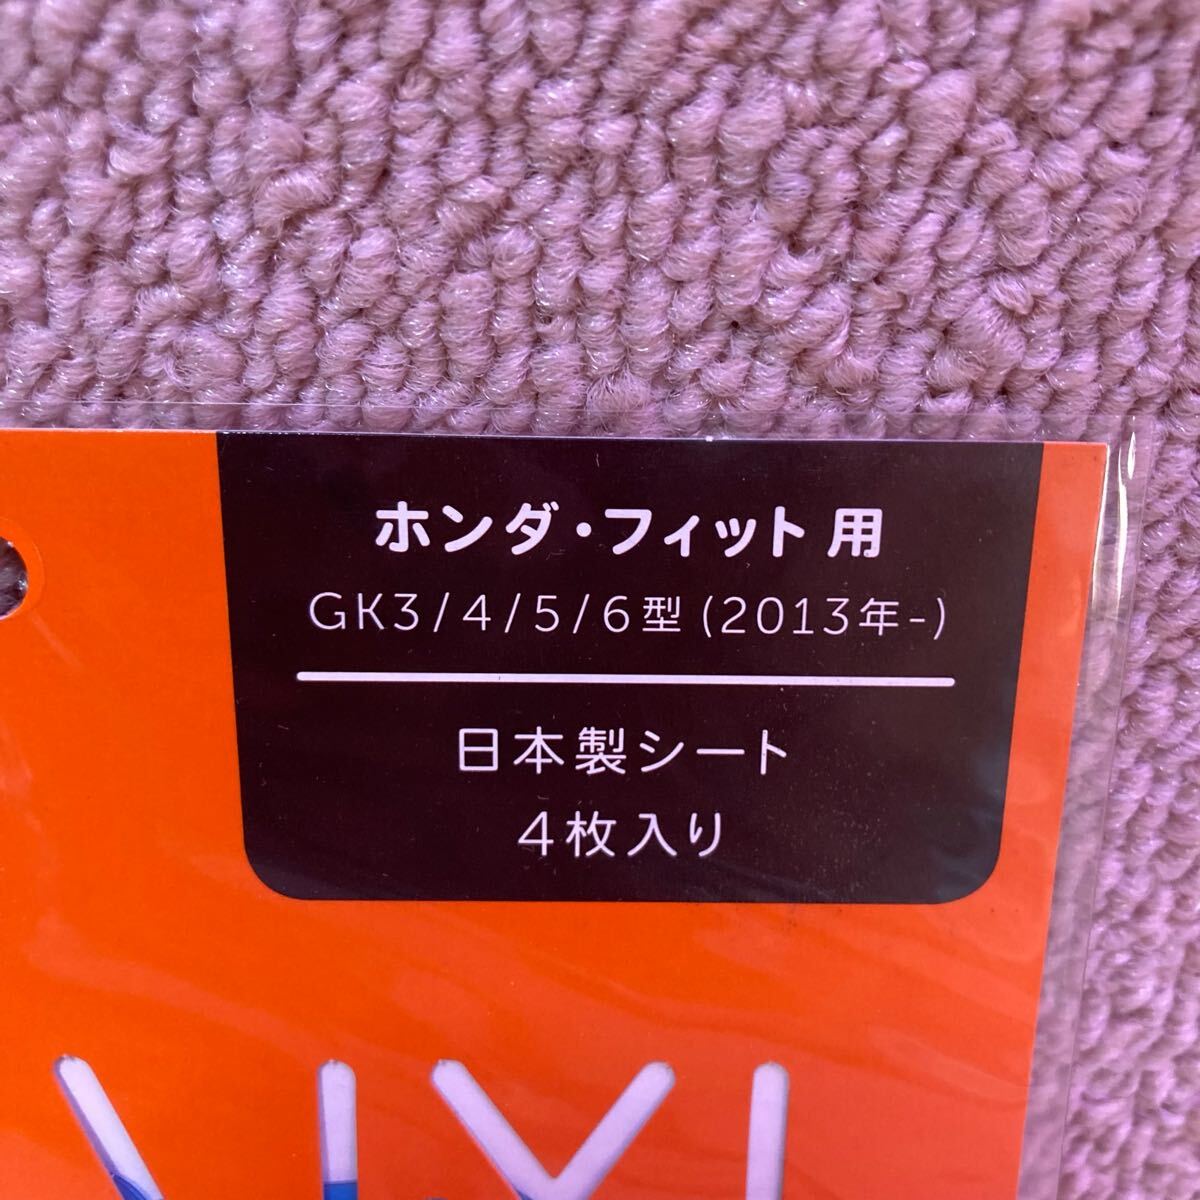 ホンダ・フィット 用
GK3/4/5/6型 (2013年-)
日本製シート
4枚入り